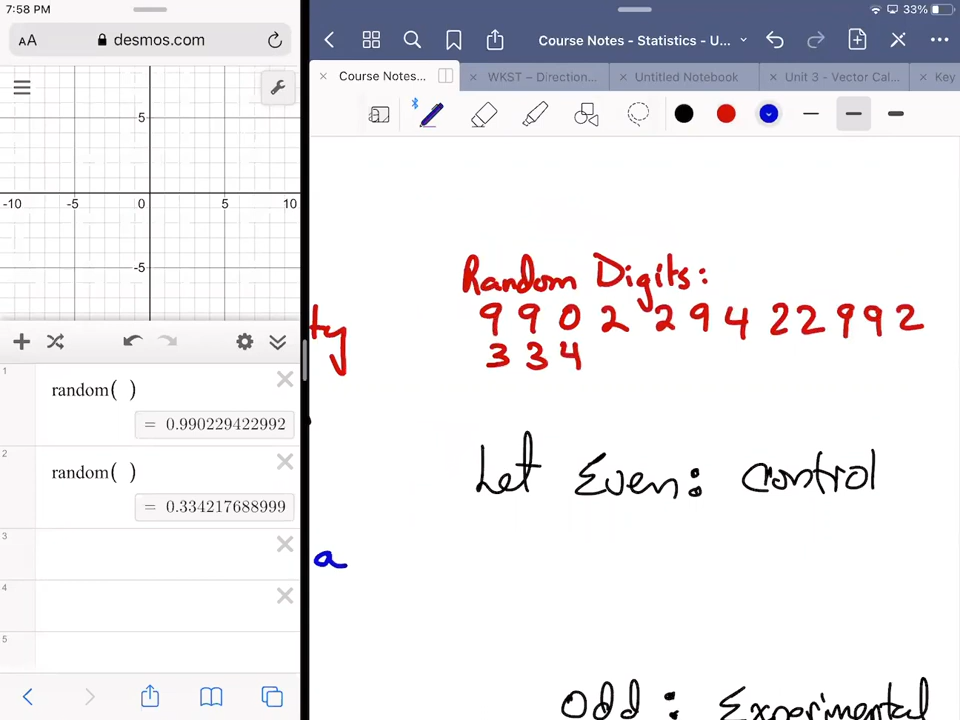 7:58 PM
33%
AA desmos.com
Course Notes - Statistics - U...
Course Notes...
WKST – Direction...
Untitled Notebook
Unit 3 - Vector Cal...
Key
5
-10 -5 0 5 10
-5
1
random( )
= 0.990229422992
2
random( )
= 0.334217688999
3
4
5
ty
a
Random Digits:
9 9 0 2 2 9 4 2 2 9 9 2
3 3 4
Let Even: control
Odd: Experimental